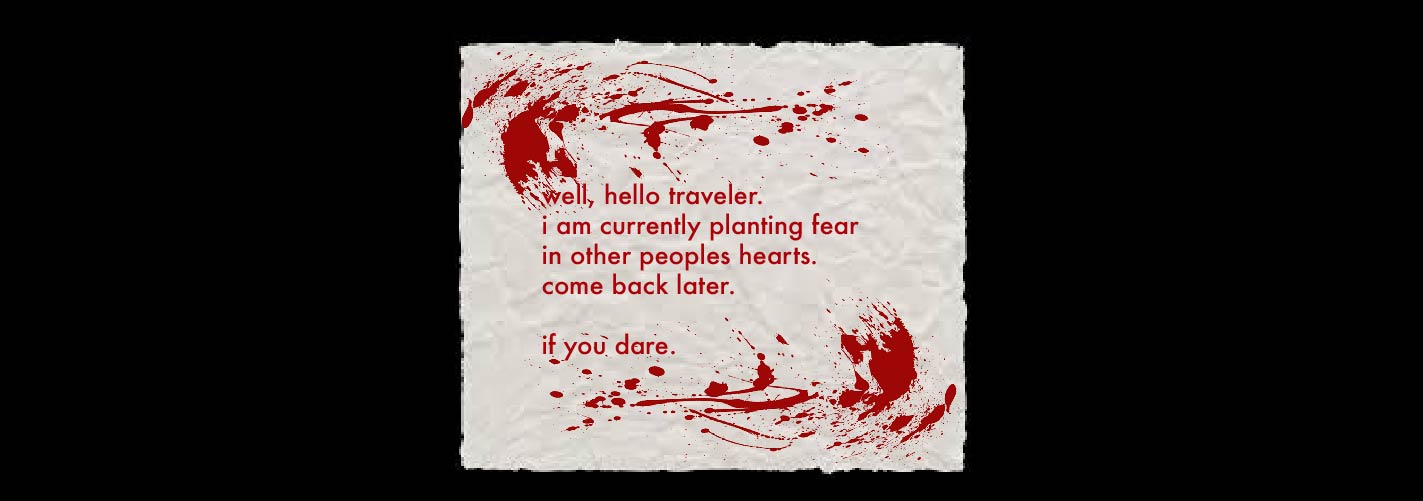 well, hello traveler.
i am currently planting fear
in other peoples hearts.
come back later.
if you dare.